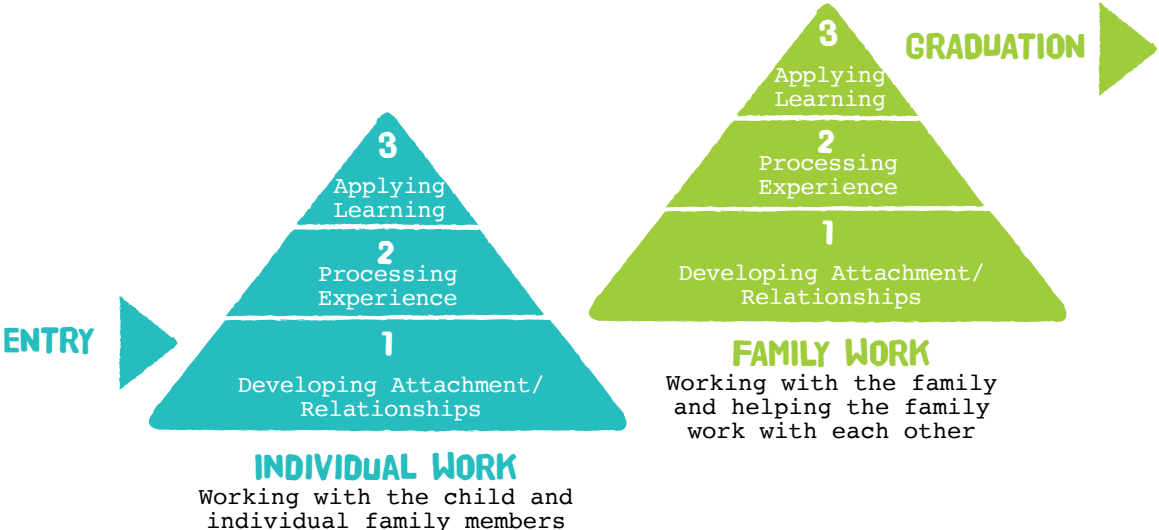 ENTRY
3
Applying
Learning
2
Processing
Experience
1
Developing Attachment/
Relationships
INDIVIDUAL WORK
Working with the child and
individual family members
3
Applying
Learning
2
Processing
Experience
1
Developing Attachment/
Relationships
FAMILY WORK
Working with the family
and helping the family
work with each other
GRADUATION